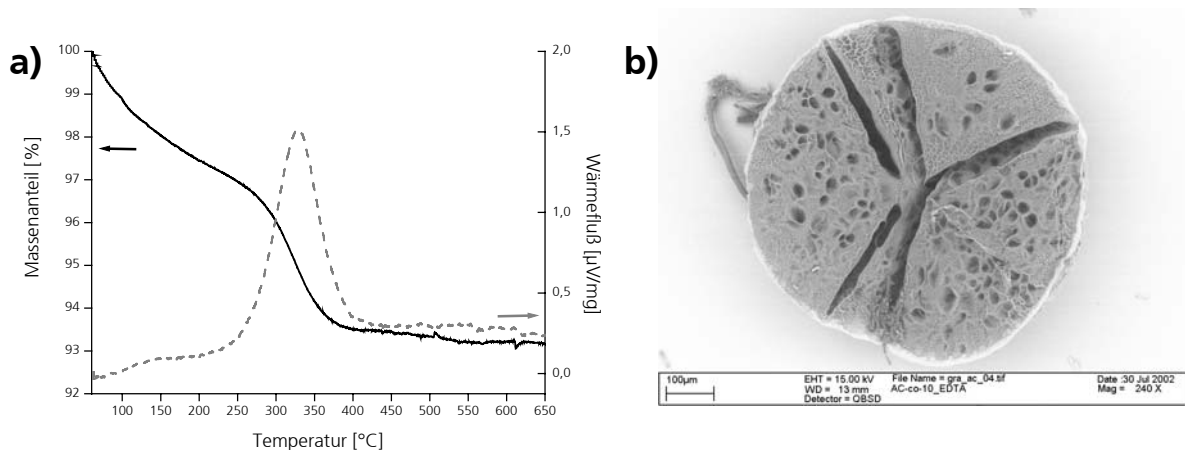 a)
100
99
98
97
96
95
94
93
92
Massenanteil [%]
100 150 200 250 300 350 400 450 500 550 600 650
Temperatur [°C]
2,0
1,5
1,0
0,5
0,0
Wärmefluß [µV/mg]
b)
100µm
EHT = 15.00 kV File Name = gra_ac_04.tif Date :30 Jul 2002
WD = 13 mm AC-co-10_EDTA Mag = 240 X
Detector = QBSD